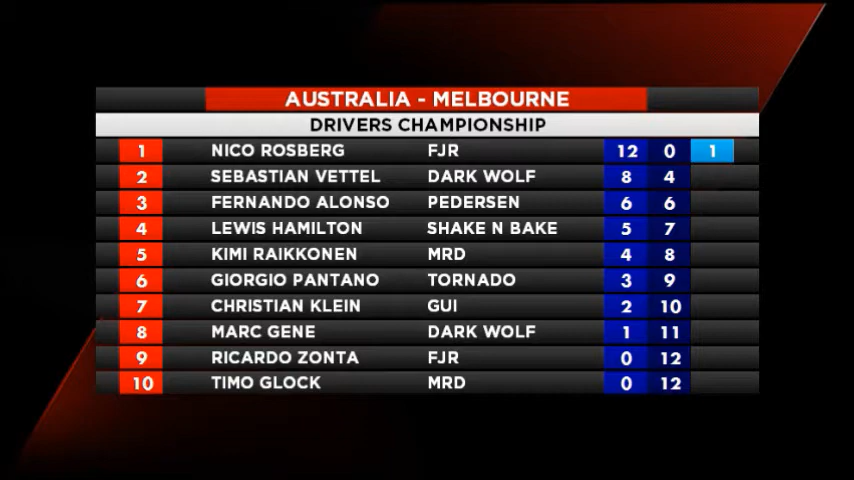 AUSTRALIA - MELBOURNE
DRIVERS CHAMPIONSHIP
1 NICO ROSBERG FJR 12 0 1
2 SEBASTIAN VETTEL DARK WOLF 8 4
3 FERNANDO ALONSO PEDERSEN 6 6
4 LEWIS HAMILTON SHAKE N BAKE 5 7
5 KIMI RAIKKONEN MRD 4 8
6 GIORGIO PANTANO TORNADO 3 9
7 CHRISTIAN KLEIN GUI 2 10
8 MARC GENE DARK WOLF 1 11
9 RICARDO ZONTA FJR 0 12
10 TIMO GLOCK MRD 0 12